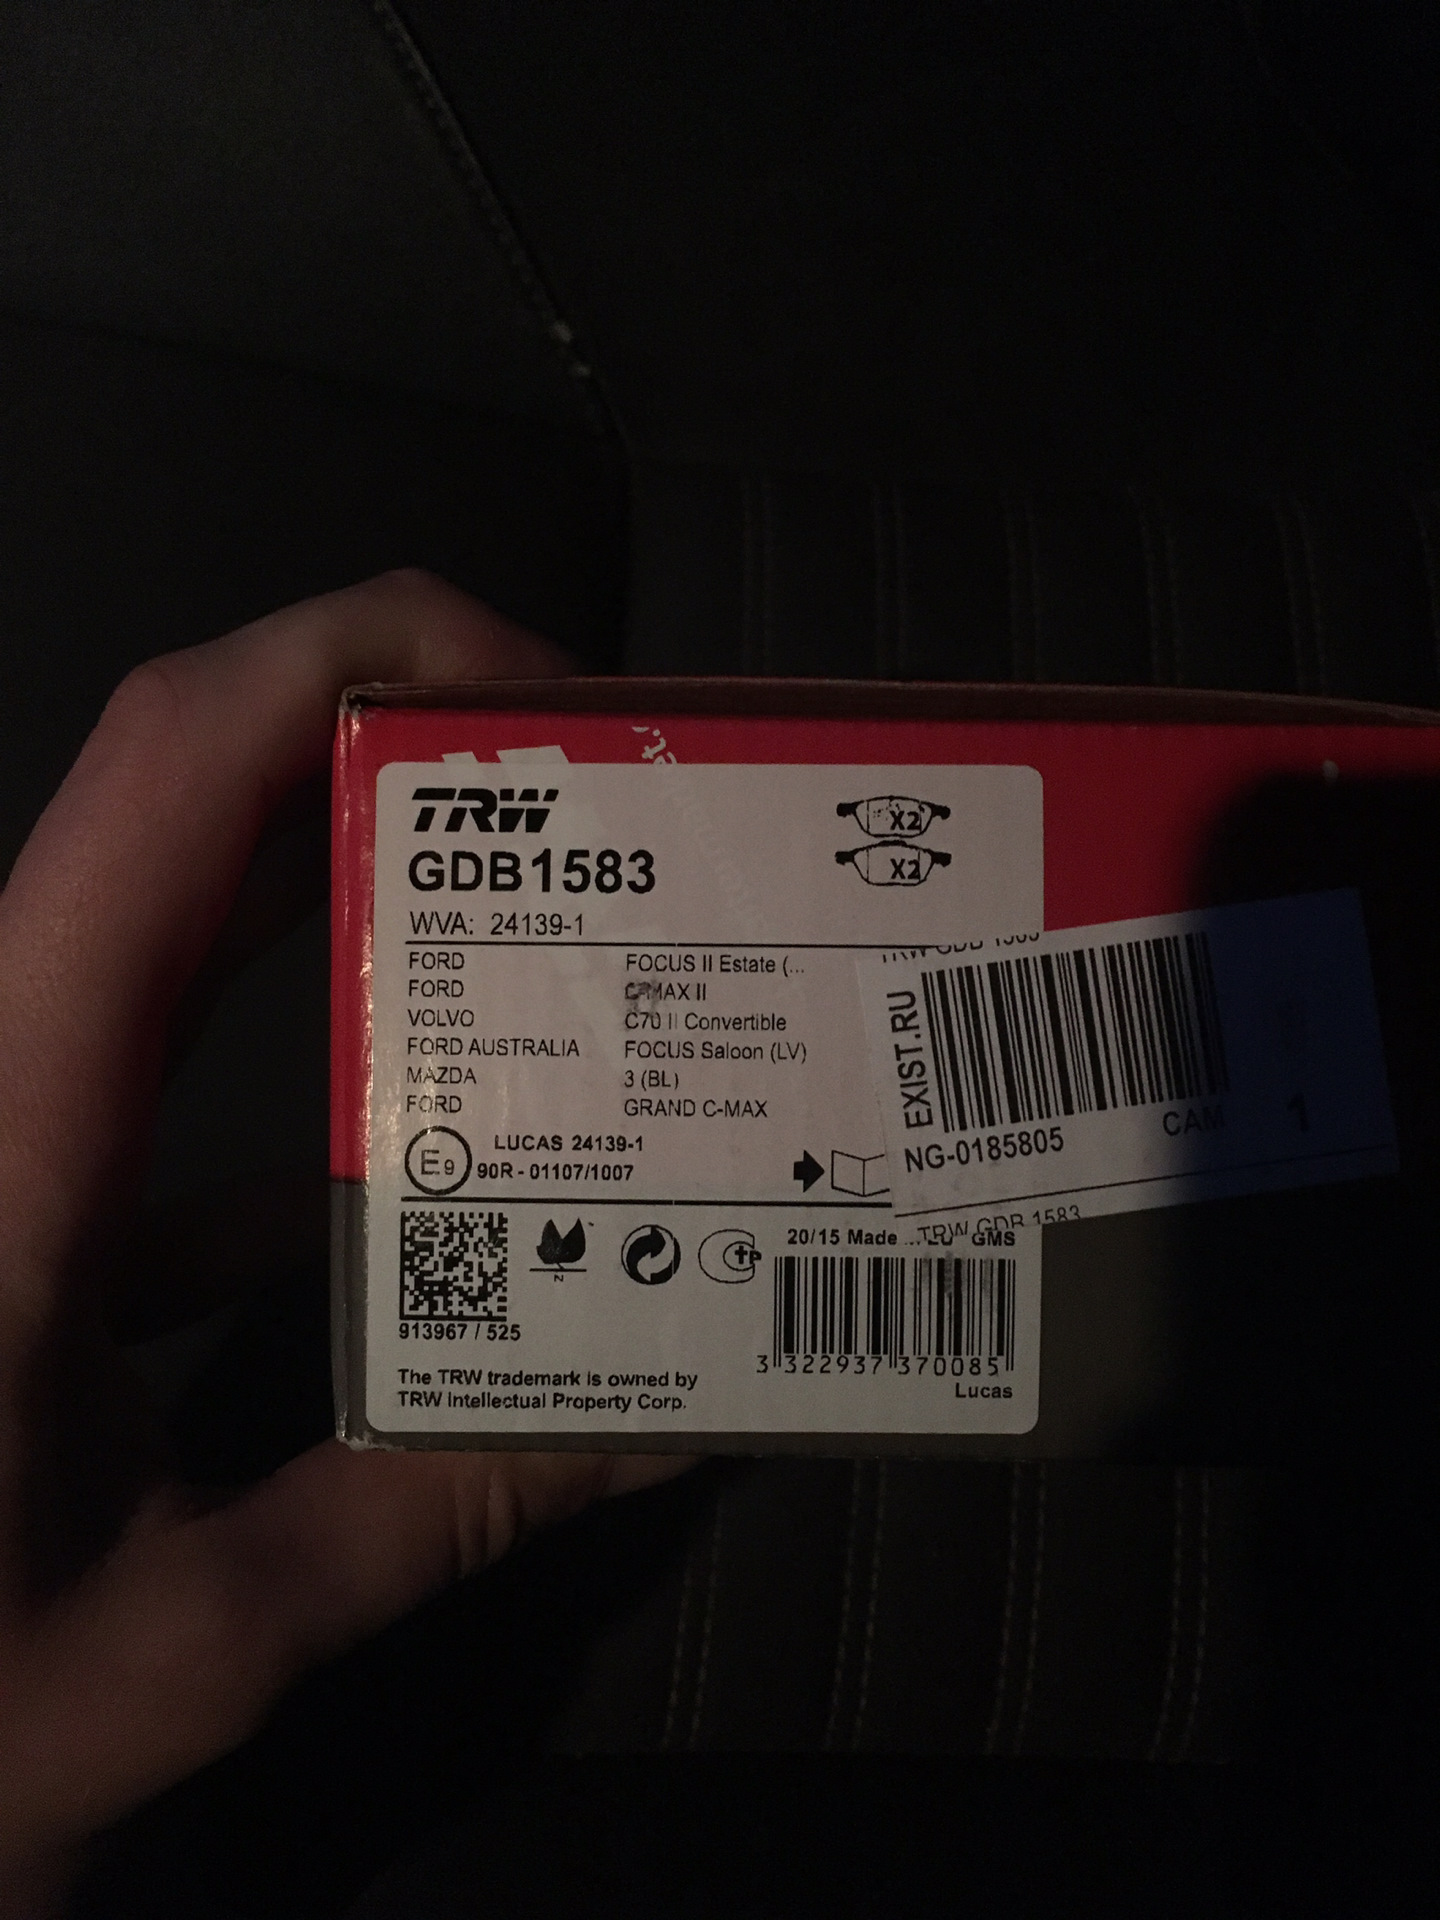 TRW
GDB1583
X2
X2
WVA: 24139-1
FORD FOCUS II Estate (...
FORD C-MAX II
VOLVO C70 II Convertible
FORD AUSTRALIA FOCUS Saloon (LV)
MAZDA 3 (BL)
FORD GRAND C-MAX
E9
LUCAS 24139-1
90R - 01107/1007
EXIST.RU
NG-0185805
CAM
1
TRW GDB 1583
20/15 Made ... GMS
913967 / 525
3 322937 370085
Lucas
The TRW trademark is owned by
TRW Intellectual Property Corp.